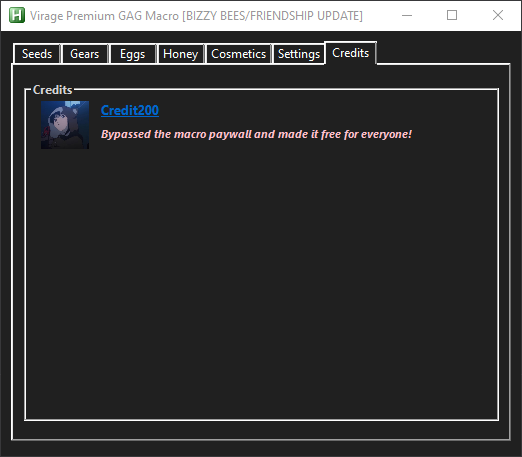 Virage Premium GAG Macro [BIZZY BEES/FRIENDSHIP UPDATE]
Seeds Gears Eggs Honey Cosmetics Settings Credits
Credits
Credit200
Bypassed the macro paywall and made it free for everyone!